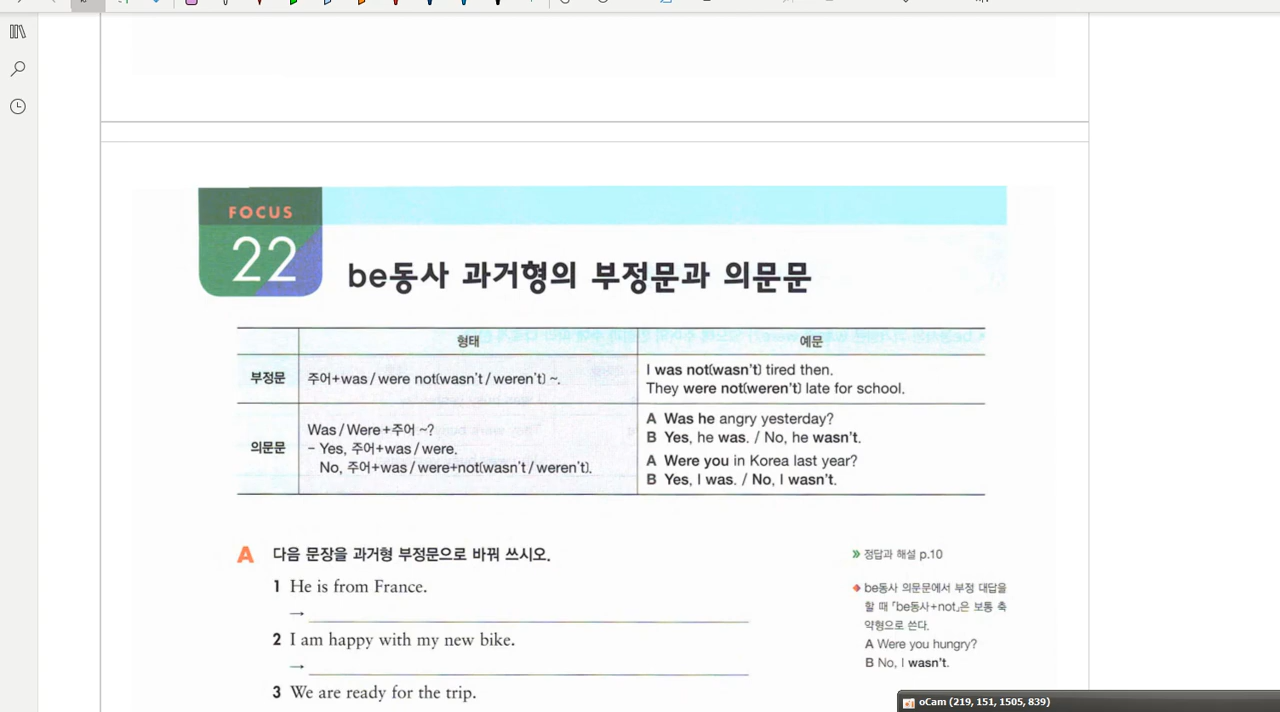 FOCUS
22
be동사 과거형의 부정문과 의문문
형태
예문
부정문
주어+was / were not(wasn't / weren't) ~.
I was not(wasn't) tired then.
They were not(weren't) late for school.
의문문
Was / Were+주어 ~?
– Yes, 주어+was / were.
No, 주어+was / were+not(wasn't / weren't).
A Was he angry yesterday?
B Yes, he was. / No, he wasn't.
A Were you in Korea last year?
B Yes, I was. / No, I wasn't.
A 다음 문장을 과거형 부정문으로 바꿔 쓰시오.
1 He is from France.
→
2 I am happy with my new bike.
→
3 We are ready for the trip.
» 정답과 해설 p.10
be동사 의문문에서 부정 대답을
할 때 「be동사+not」은 보통 축
약형으로 쓴다.
A Were you hungry?
B No, I wasn't.
oCam (219, 151, 1505, 839)